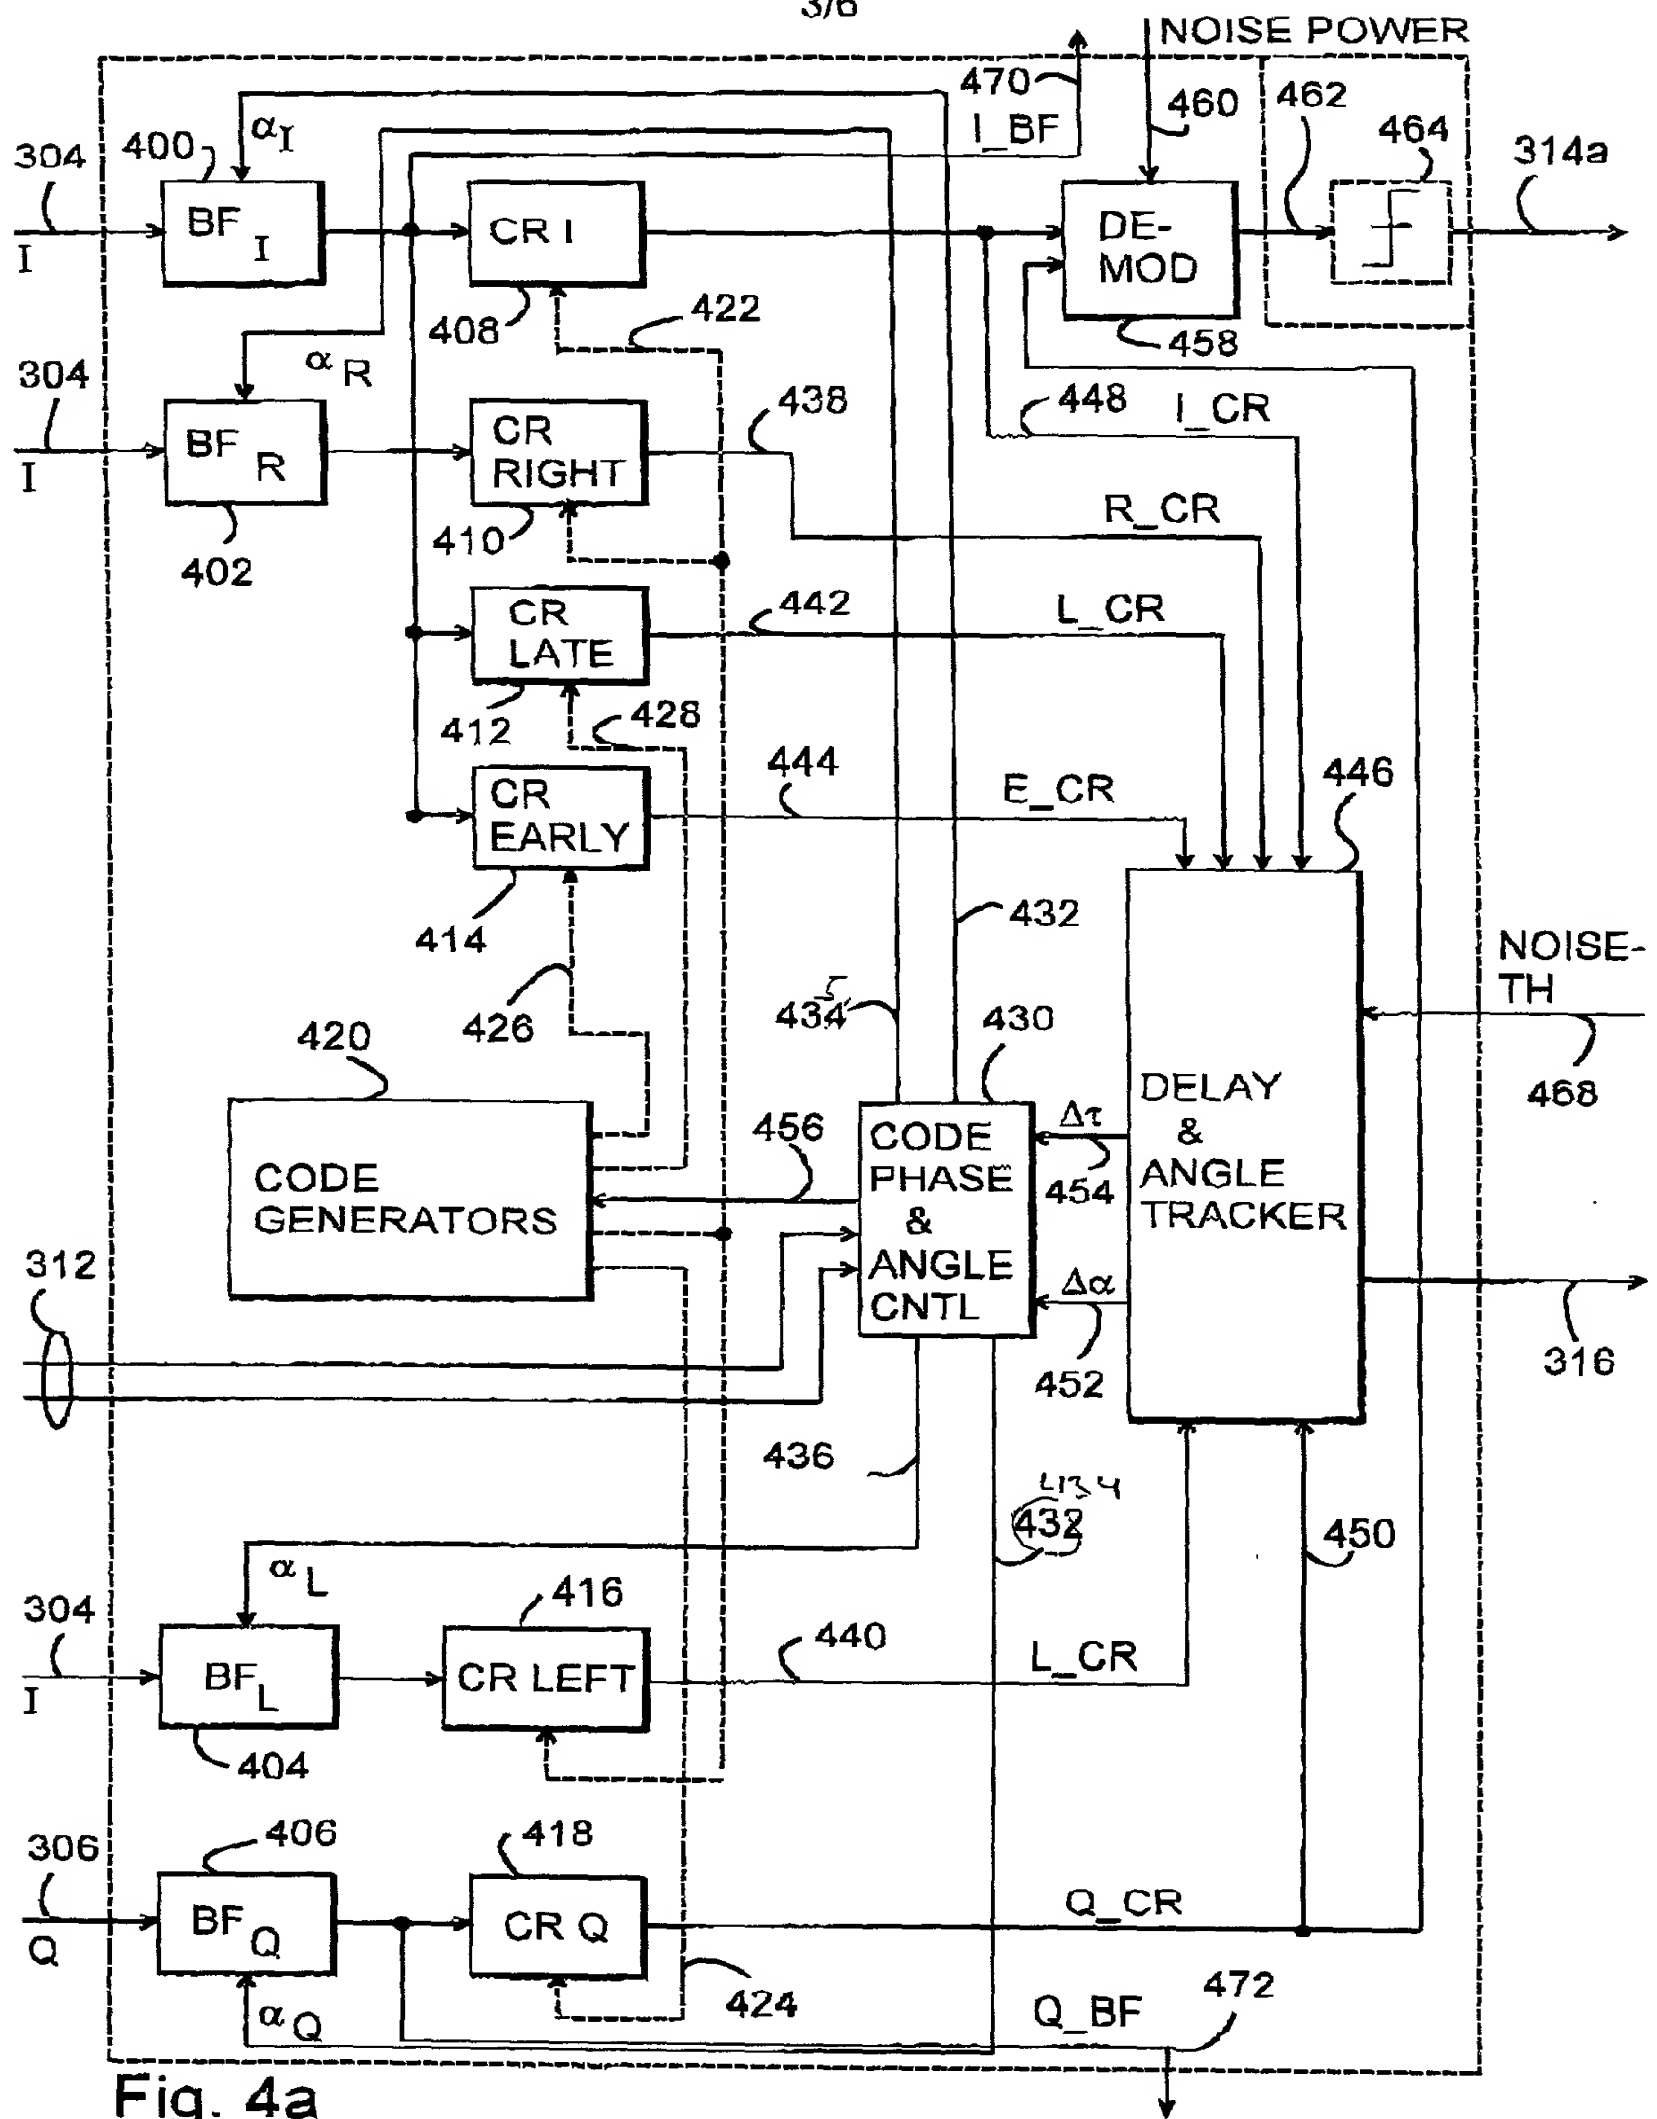 3/6
NOISE POWER
470
460
462
464
I_BF
αI
400
304
314a
I
BF I
CR I
DE-
MOD
408
422
458
αR
304
438
448
I_CR
I
BF R
CR
RIGHT
R_CR
410
402
CR
LATE
442
L_CR
412
428
444
E_CR
446
CR
EARLY
414
432
NOISE-
TH
426
434
5
430
468
420
DELAY
&
ANGLE
TRACKER
Δτ
454
456
CODE
PHASE
&
ANGLE
CNTL
CODE
GENERATORS
312
Δα
452
316
436
434
432
450
αL
416
304
440
L_CR
I
BFL
CR LEFT
404
406
418
306
Q_CR
Q
BF Q
CR Q
424
472
αQ
Q_BF
Fig. 4a